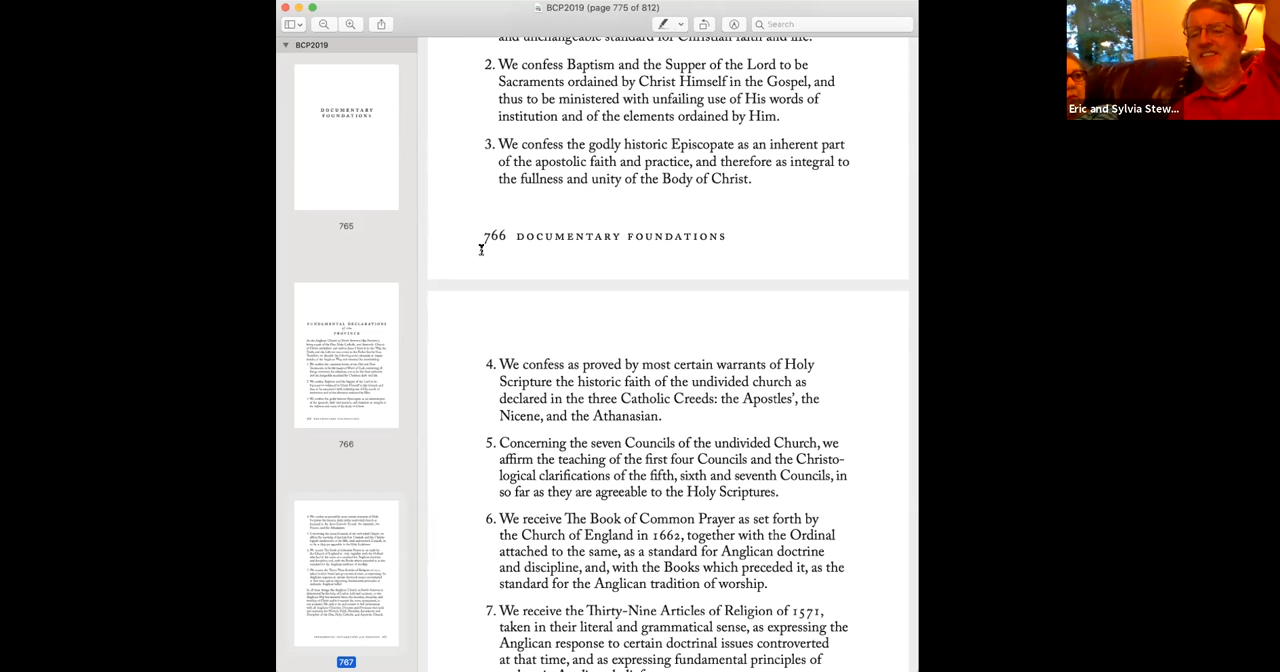 BCP2019 (page 775 of 812)
Search
BCP2019
and unchangeable standard for Christian faith and life.
2. We confess Baptism and the Supper of the Lord to be
Sacraments ordained by Christ Himself in the Gospel, and
thus to be ministered with unfailing use of His words of
institution and of the elements ordained by Him.
3. We confess the godly historic Episcopate as an inherent part
of the apostolic faith and practice, and therefore as integral to
the fullness and unity of the Body of Christ.
766 DOCUMENTARY FOUNDATIONS
4. We confess as proved by most certain warrants of Holy
Scripture the historic faith of the undivided church as
declared in the three Catholic Creeds: the Apostles’, the
Nicene, and the Athanasian.
5. Concerning the seven Councils of the undivided Church, we
affirm the teaching of the first four Councils and the Christo-
logical clarifications of the fifth, sixth and seventh Councils, in
so far as they are agreeable to the Holy Scriptures.
6. We receive The Book of Common Prayer as set forth by
the Church of England in 1662, together with the Ordinal
attached to the same, as a standard for Anglican doctrine
and discipline, and, with the Books which preceded it, as the
standard for the Anglican tradition of worship.
7. We receive the Thirty-Nine Articles of Religion of 1571,
taken in their literal and grammatical sense, as expressing the
Anglican response to certain doctrinal issues controverted
at that time, and as expressing fundamental principles of
DOCUMENTARY
FOUNDATIONS
765
FUNDAMENTAL DECLARATIONS
of the
PROVINCE
766
767
Eric and Sylvia Stew...